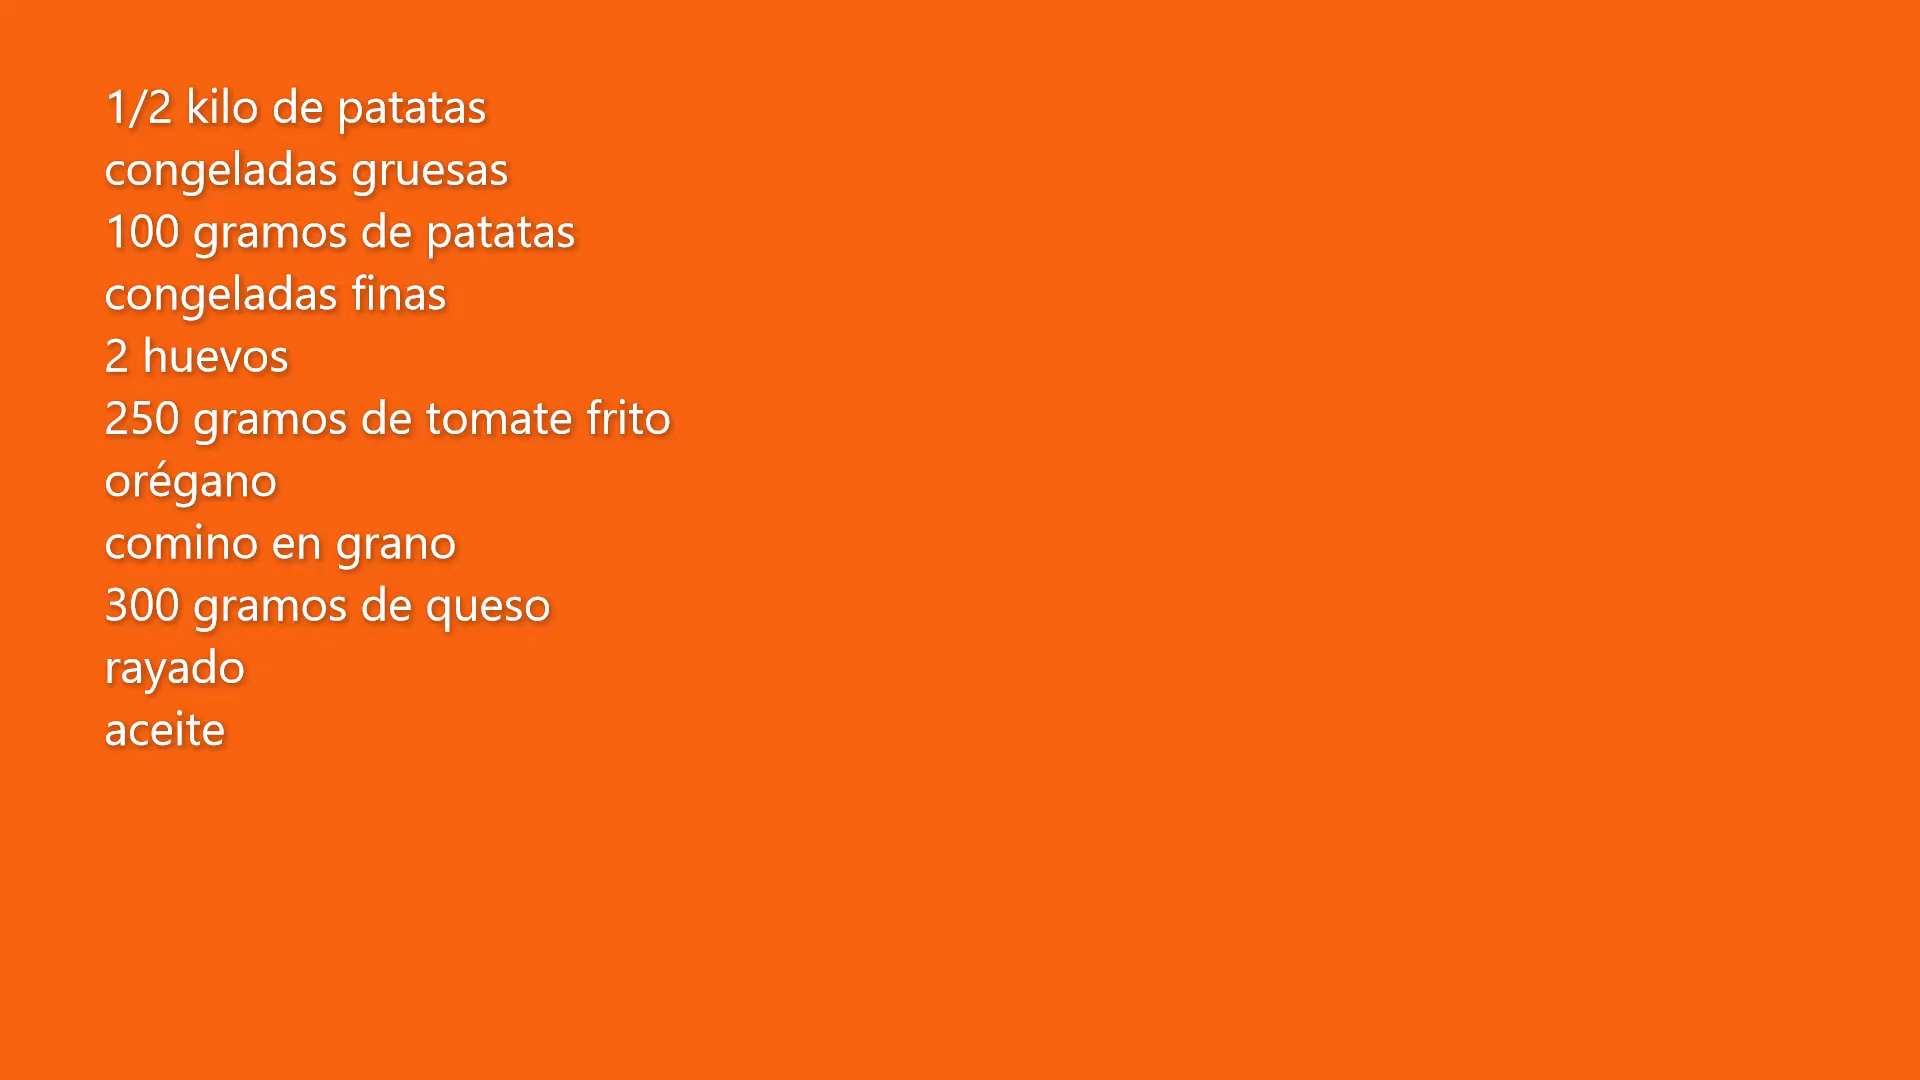 1/2 kilo de patatas
congeladas gruesas
100 gramos de patatas
congeladas finas
2 huevos
250 gramos de tomate frito
orégano
comino en grano
300 gramos de queso
rayado
aceite